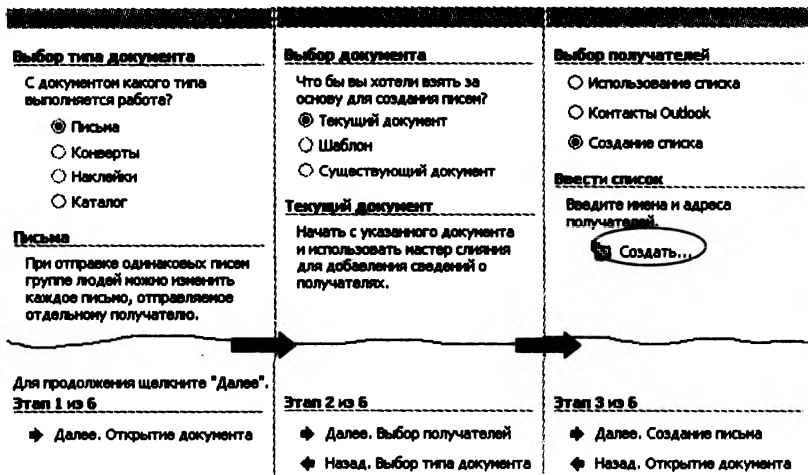 Выбор типа документа
С документом какого типа
выполняется работа?
Письма
Конверты
Наклейки
Каталог
Письма
При отправке одинаковых писем
группе людей можно изменить
каждое письмо, отправляемое
отдельному получателю.
Для продолжения щелкните "Далее".
Этап 1 из 6
Далее. Открытие документа
Выбор документа
Что бы вы хотели взять за
основу для создания писем?
Текущий документ
Шаблон
Существующий документ
Текущий документ
Начать с указанного документа
и использовать мастер слияния
для добавления сведений о
получателях.
Этап 2 из 6
Далее. Выбор получателей
Назад. Выбор типа документа
Выбор получателей
Использование списка
Контакты Outlook
Создание списка
Ввести список
Введите имена и адреса
получателей.
Создать...
Этап 3 из 6
Далее. Создание письма
Назад. Открытие документа